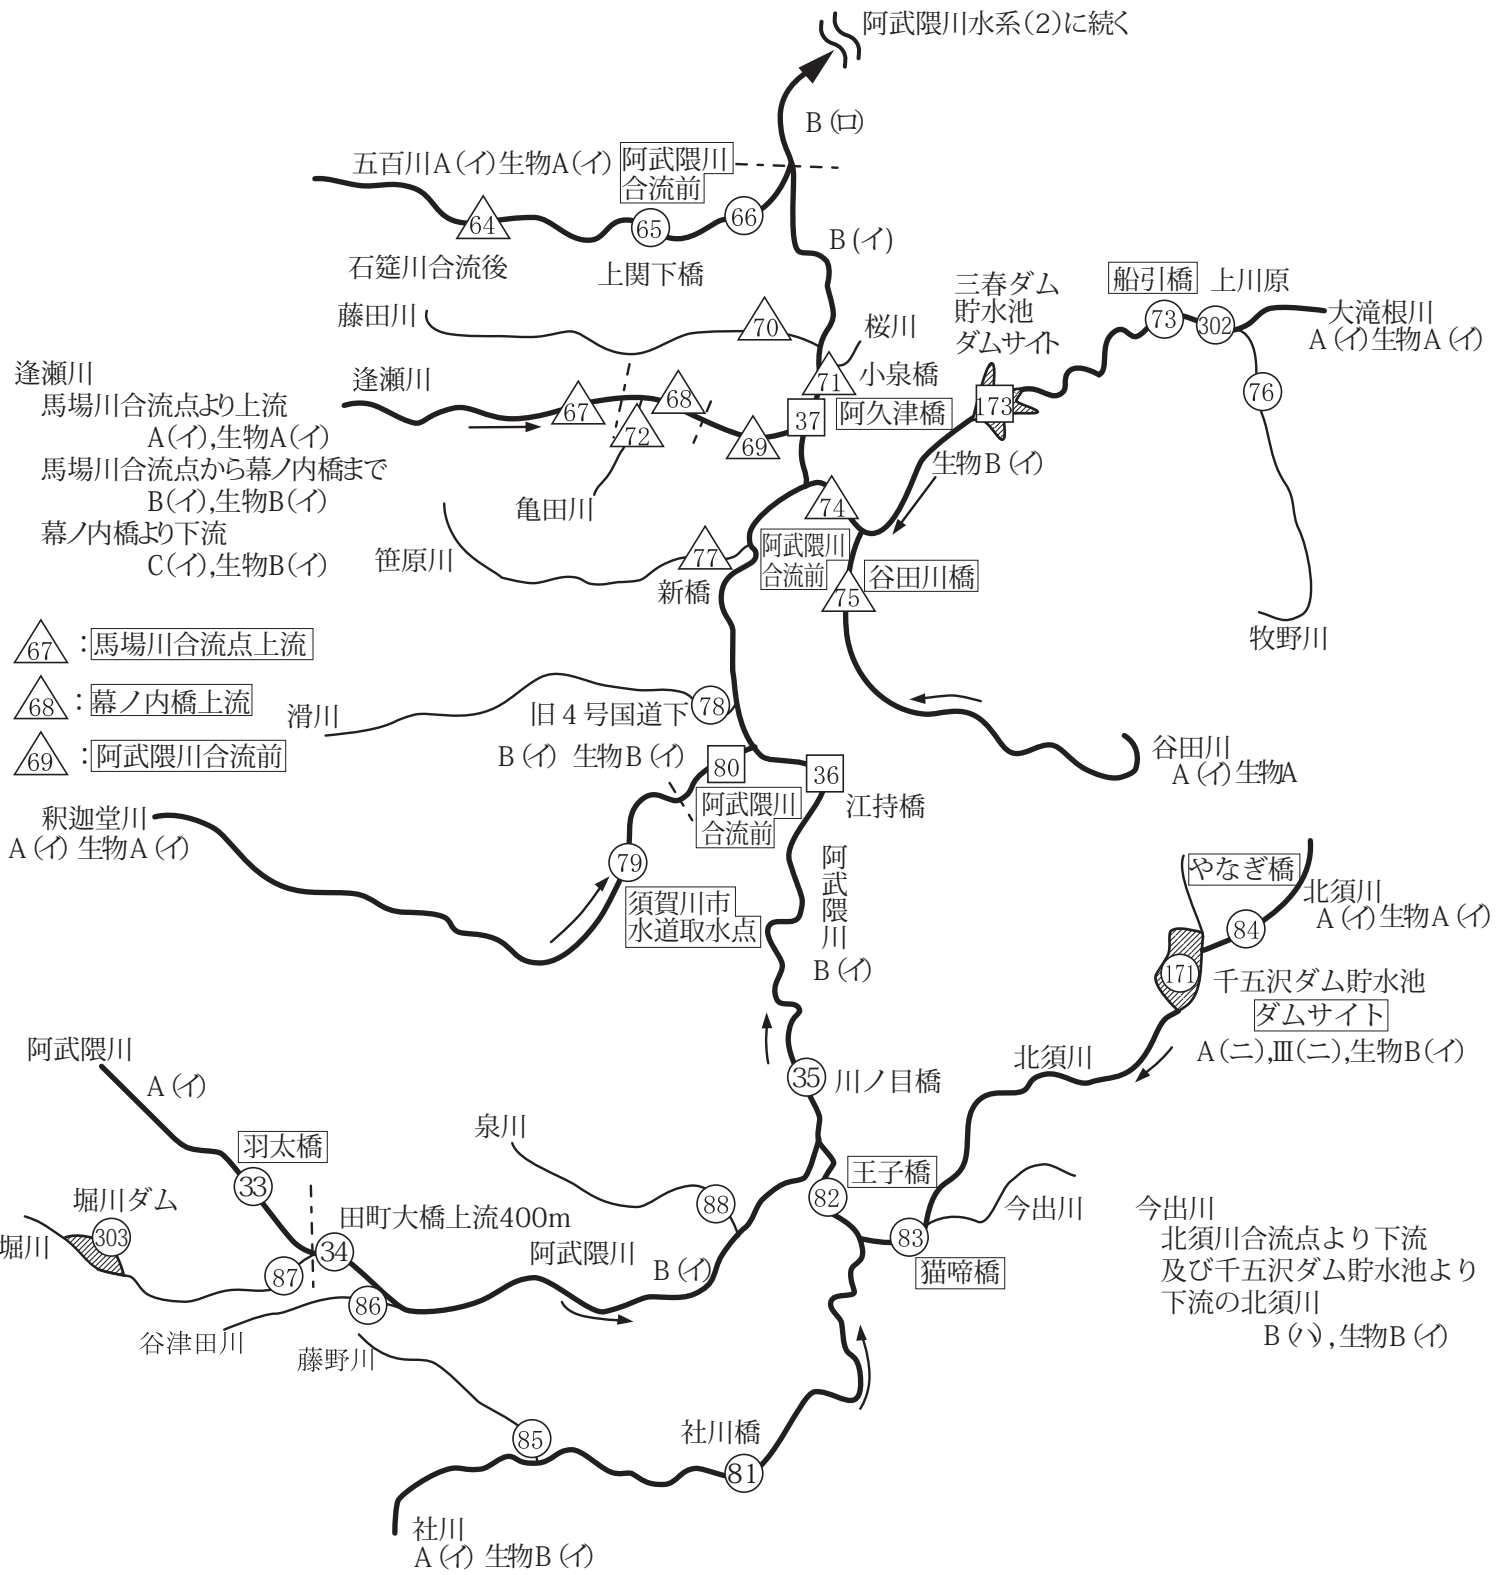 阿武隈川水系(2)に続く
B(ロ)
五百川A(イ)生物A(イ)
阿武隈川
合流前
64
65
66
石筵川合流後
上関下橋
B(イ)
藤田川
70
桜川
71
小泉橋
三春ダム
貯水池
ダムサイト
船引橋
上川原
73
302
大滝根川
A(イ)生物A(イ)
76
牧野川
173
生物B(イ)
逢瀬川
馬場川合流点より上流
A(イ),生物A(イ)
馬場川合流点から幕ノ内橋まで
B(イ),生物B(イ)
幕ノ内橋より下流
C(イ),生物B(イ)
逢瀬川
67
68
72
69
37
阿久津橋
亀田川
74
阿武隈川
合流前
笹原川
77
新橋
谷田川橋
75
67:馬場川合流点上流
68:幕ノ内橋上流
69:阿武隈川合流前
滑川
旧4号国道下
78
B(イ) 生物B(イ)
80
阿武隈川
合流前
36
江持橋
谷田川
A(イ)生物A
釈迦堂川
A(イ) 生物A(イ)
79
須賀川市
水道取水点
阿武隈川
B(イ)
やなぎ橋
84
北須川
A(イ)生物A(イ)
171
千五沢ダム貯水池
ダムサイト
A(ニ),Ⅲ(ニ),生物B(イ)
北須川
35
川ノ目橋
阿武隈川
A(イ)
羽太橋
33
堀川ダム
303
堀川
87
34
田町大橋上流400m
86
谷津田川
泉川
88
阿武隈川
B(イ)
王子橋
82
83
猫啼橋
今出川
今出川
北須川合流点より下流
及び千五沢ダム貯水池より
下流の北須川
B(ハ),生物B(イ)
藤野川
85
社川橋
81
社川
A(イ) 生物B(イ)